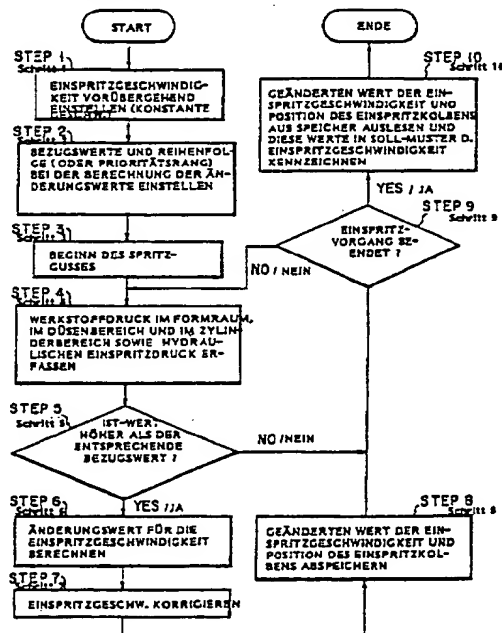 START
STEP 1
Schritt 1
EINSPRITZGESCHWINDIG-
KEIT VORÜBERGEHEND
EINSTELLEN (KONSTANTE
STEP 2
BEZUGSWERTE UND REIHENFOL-
GE (ODER PRIORITÄTSRANG)
BEI DER BERECHNUNG DER ÄN-
DERUNGSWERTE EINSTELLEN
STEP 3
BEGINN DES SPRITZ-
GUSSES
STEP 4
WERKSTOFFDRUCK IM FORMRAUM,
IM DÜSENBEREICH UND IM ZYLIN-
DERBEREICH SOWIE HYDRAU-
LISCHEN EINSPRITZDRUCK ER-
FASSEN
STEP 5
Schritt 5
IST-WERT
HÖHER ALS DER
ENTSPRECHENDE
BEZUGSWERT ?
NO / NEIN
YES / JA
STEP 6
Schritt 6
ÄNDERUNGSWERT FÜR DIE
EINSPRITZGESCHWINDIGKEIT
BERECHNEN
STEP 7
EINSPRITZGESCHW. KORRIGIEREN
STEP 8
Schritt 8
GEÄNDERTEN WERT DER EIN-
SPRITZGESCHWINDIGKEIT UND
POSITION DES EINSPRITZKOL-
BENS ABSPEICHERN
STEP 9
Schritt 9
EINSPRITZ-
VORGANG BE-
ENDET ?
NO / NEIN
YES / JA
STEP 10
Schritt 10
GEÄNDERTEN WERT DER EIN-
SPRITZGESCHWINDIGKEIT UND
POSITION DES EINSPRITZKOLBENS
AUS SPEICHER AUSLESEN UND
DIESE WERTE IN SOLL-MUSTER D.
EINSPRITZGESCHWINDIGKEIT
KENNZEICHNEN
ENDE